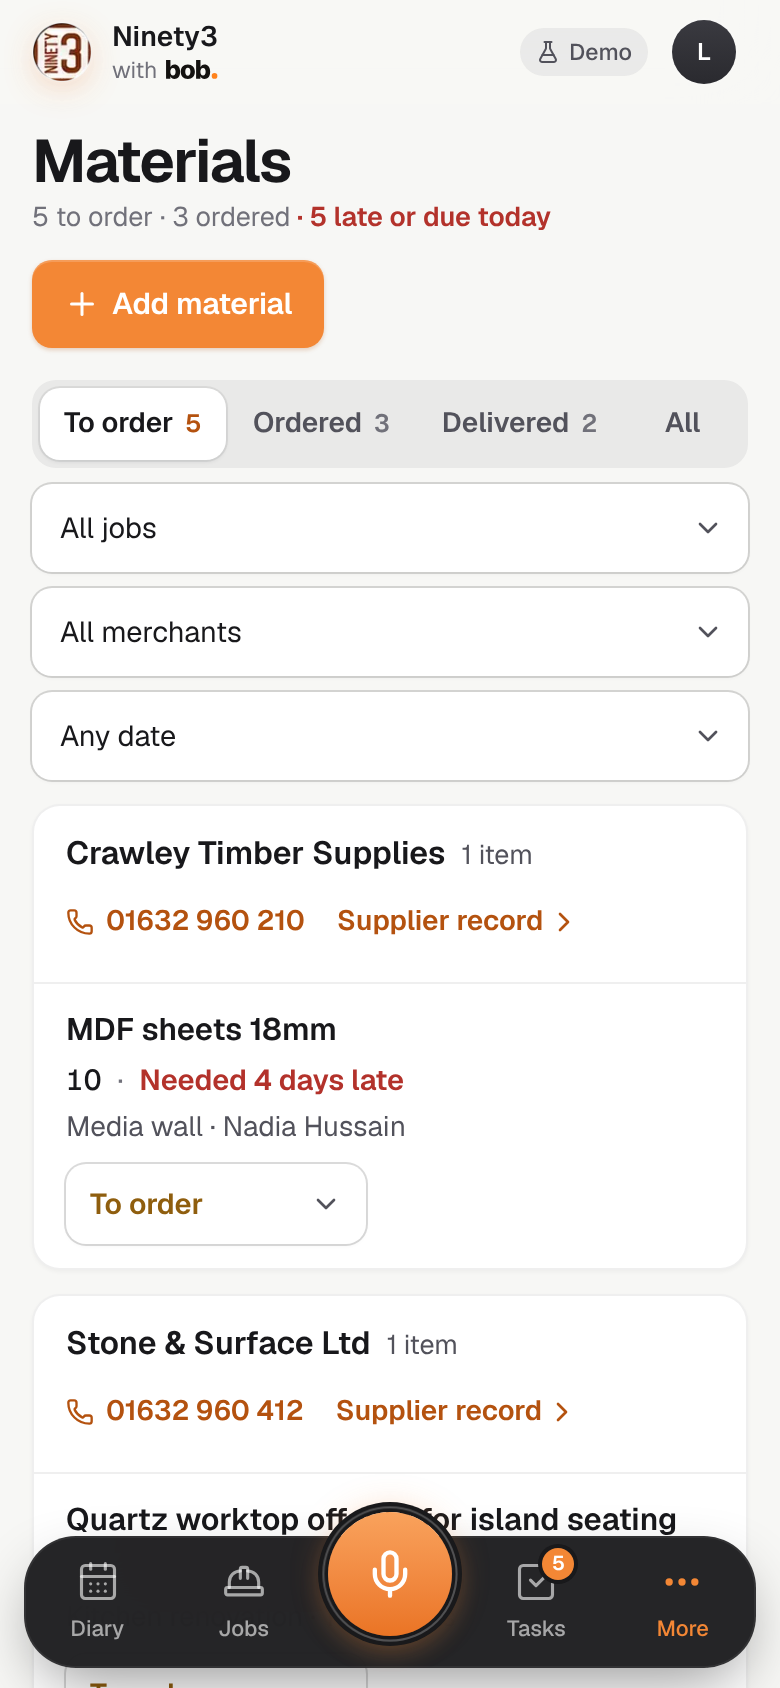 NINETY 3
Ninety3
with bob.
Demo
L
Materials
5 to order · 3 ordered · 5 late or due today
+ Add material
To order 5
Ordered 3
Delivered 2
All
All jobs
All merchants
Any date
Crawley Timber Supplies 1 item
01632 960 210
Supplier record
MDF sheets 18mm
10 · Needed 4 days late
Media wall · Nadia Hussain
To order
Stone & Surface Ltd 1 item
01632 960 412
Supplier record
Quartz worktop for island seating
Diary
Jobs
5
Tasks
More